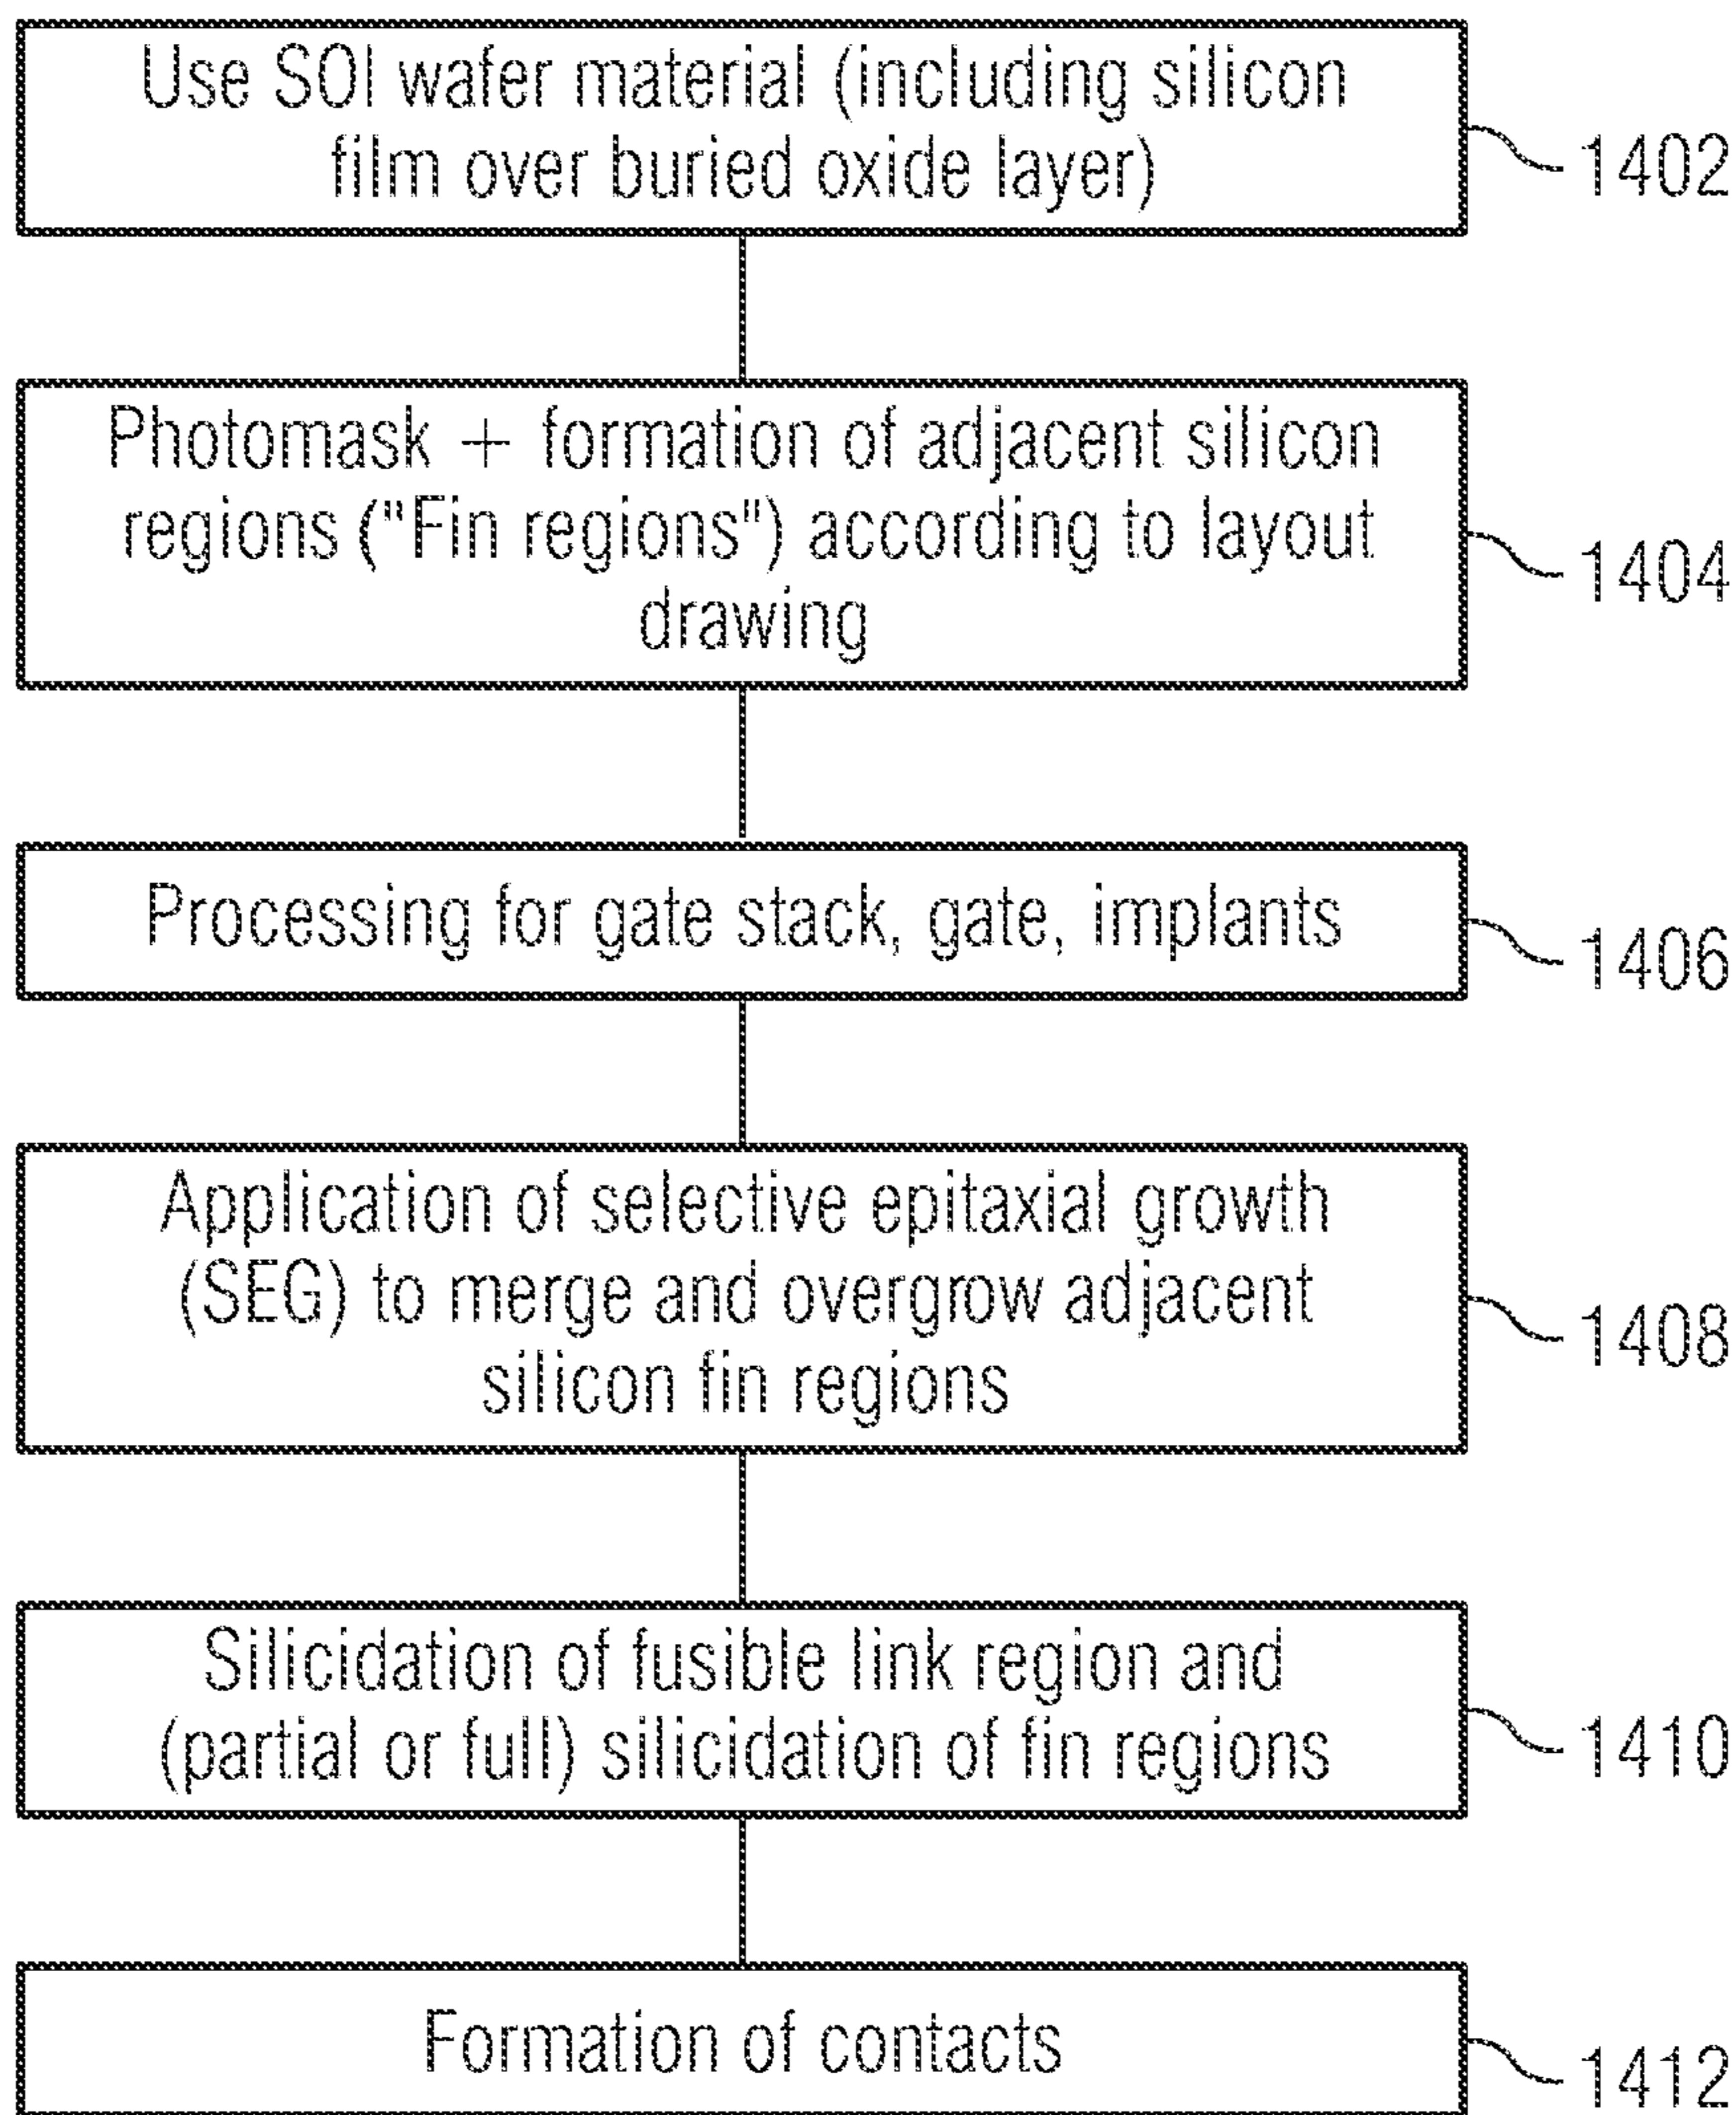 Use SOI wafer material (including silicon
film over buried oxide layer)
1402
Photomask + formation of adjacent silicon
regions ("Fin regions") according to layout
drawing
1404
Processing for gate stack, gate, implants
1406
Application of selective epitaxial growth
(SEG) to merge and overgrow adjacent
silicon fin regions
1408
Silicidation of fusible link region and
(partial or full) silicidation of fin regions
1410
Formation of contacts
1412